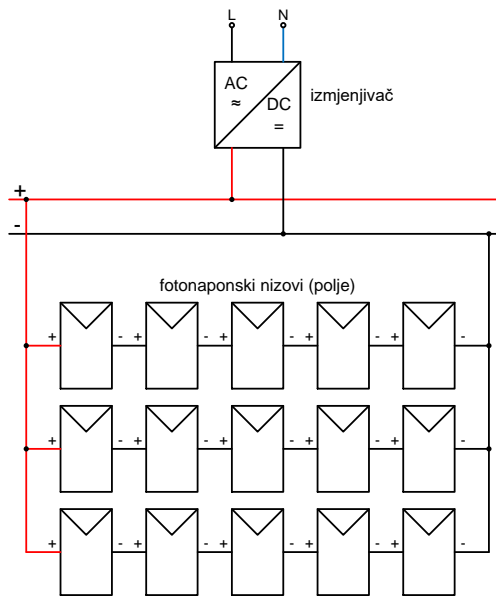 L N
AC
≈
DC
=
izmjenjivač
+
-
fotonaponski nizovi (polje)
+ - + - + - + - + -
+ - + - + - + - + -
+ - + - + - + - + -